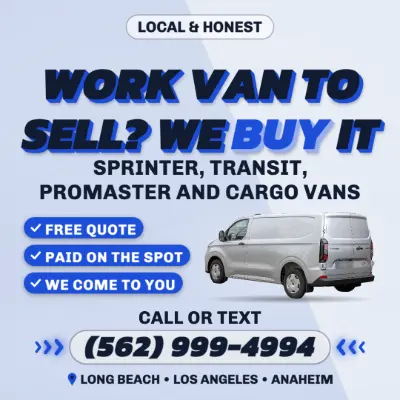 LOCAL & HONEST
WORK VAN TO
SELL? WE BUY IT
SPRINTER, TRANSIT,
PROMASTER AND CARGO VANS
FREE QUOTE
PAID ON THE SPOT
WE COME TO YOU
CALL OR TEXT
(562) 999-4994
LONG BEACH • LOS ANGELES • ANAHEIM